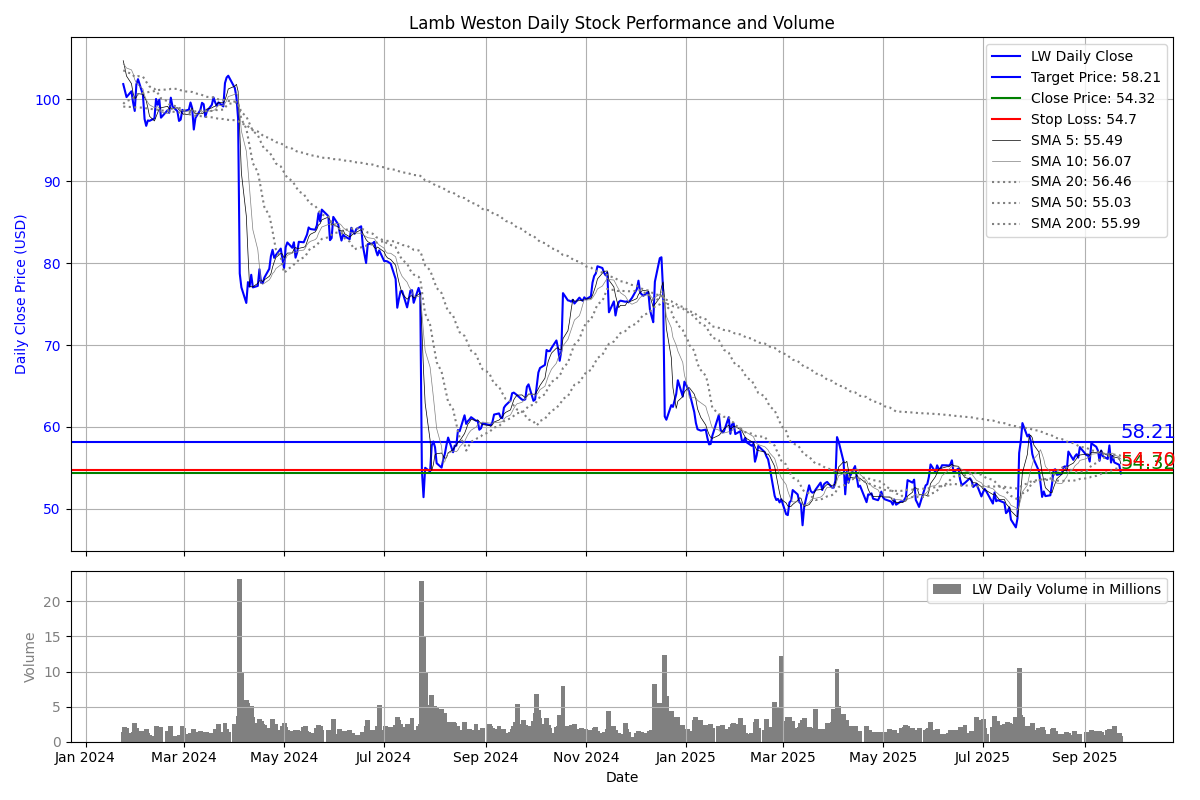 Lamb Weston Daily Stock Performance and Volume
Daily Close Price (USD)
100
90
80
70
60
50
LW Daily Close
Target Price: 58.21
Close Price: 54.32
Stop Loss: 54.7
SMA 5: 55.49
SMA 10: 56.07
SMA 20: 56.46
SMA 50: 55.03
SMA 200: 55.99
58.21
54.70
54.32
Volume
20
15
10
5
0
LW Daily Volume in Millions
Jan 2024
Mar 2024
May 2024
Jul 2024
Sep 2024
Nov 2024
Jan 2025
Mar 2025
May 2025
Jul 2025
Sep 2025
Date